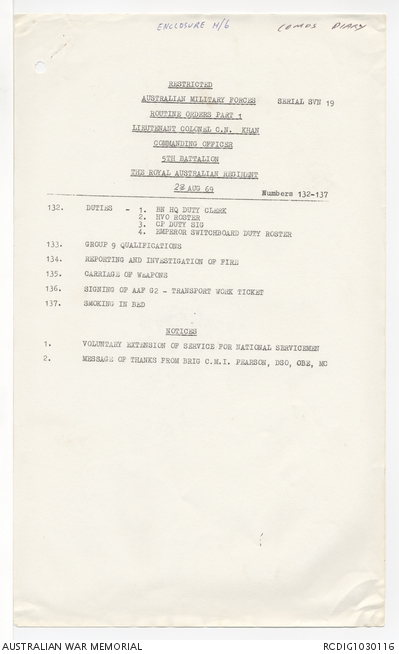 ENCLOSURE N/6 COMDS DIARY
RESTRICTED
AUSTRALIAN MILITARY FORCES SERIAL SVN 19
ROUTINE ORDERS PART 1
LIEUTENANT COLONEL C.N. KHAN
COMMANDING OFFICER
5TH BATTALION
THE ROYAL AUSTRALIAN REGIMENT
28 AUG 69 Numbers 132-137
132. DUTIES - 1. BN HQ DUTY CLERK
2. HVO ROSTER
3. CP DUTY SIG
4. EMPEROR SWITCHBOARD DUTY ROSTER
133. GROUP 9 QUALIFICATIONS
134. REPORTING AND INVESTIGATION OF FIRE
135. CARRIAGE OF WEAPONS
136. SIGNING OF AAF G2 - TRANSPORT WORK TICKET
137. SMOKING IN BED
NOTICES
1. VOLUNTARY EXTENSION OF SERVICE FOR NATIONAL SERVICEMEN
2. MESSAGE OF THANKS FROM BRIG C.M.I. PEARSON, DSO, OBE, MC
AUSTRALIAN WAR MEMORIAL RCDIG1030116